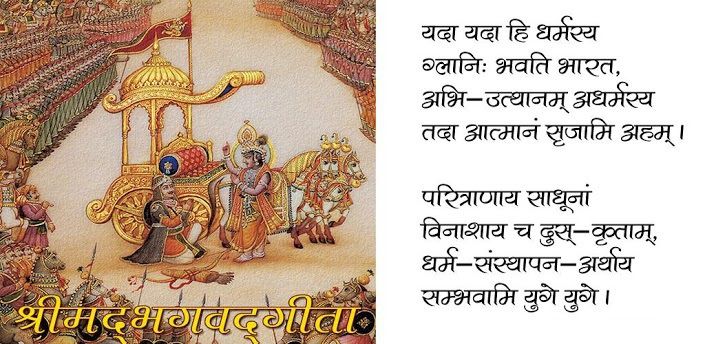 श्रीमद्भगवद्गीता
यदा यदा हि धर्मस्य
ग्लानिः भवति भारत,
अभि–उत्थानम् अधर्मस्य
तदा आत्मानं सृजामि अहम् ।
परित्राणाय साधूनां
विनाशाय च दुस्–कृताम्,
धर्म–संस्थापन–अर्थाय
सम्भवामि युगे युगे ।